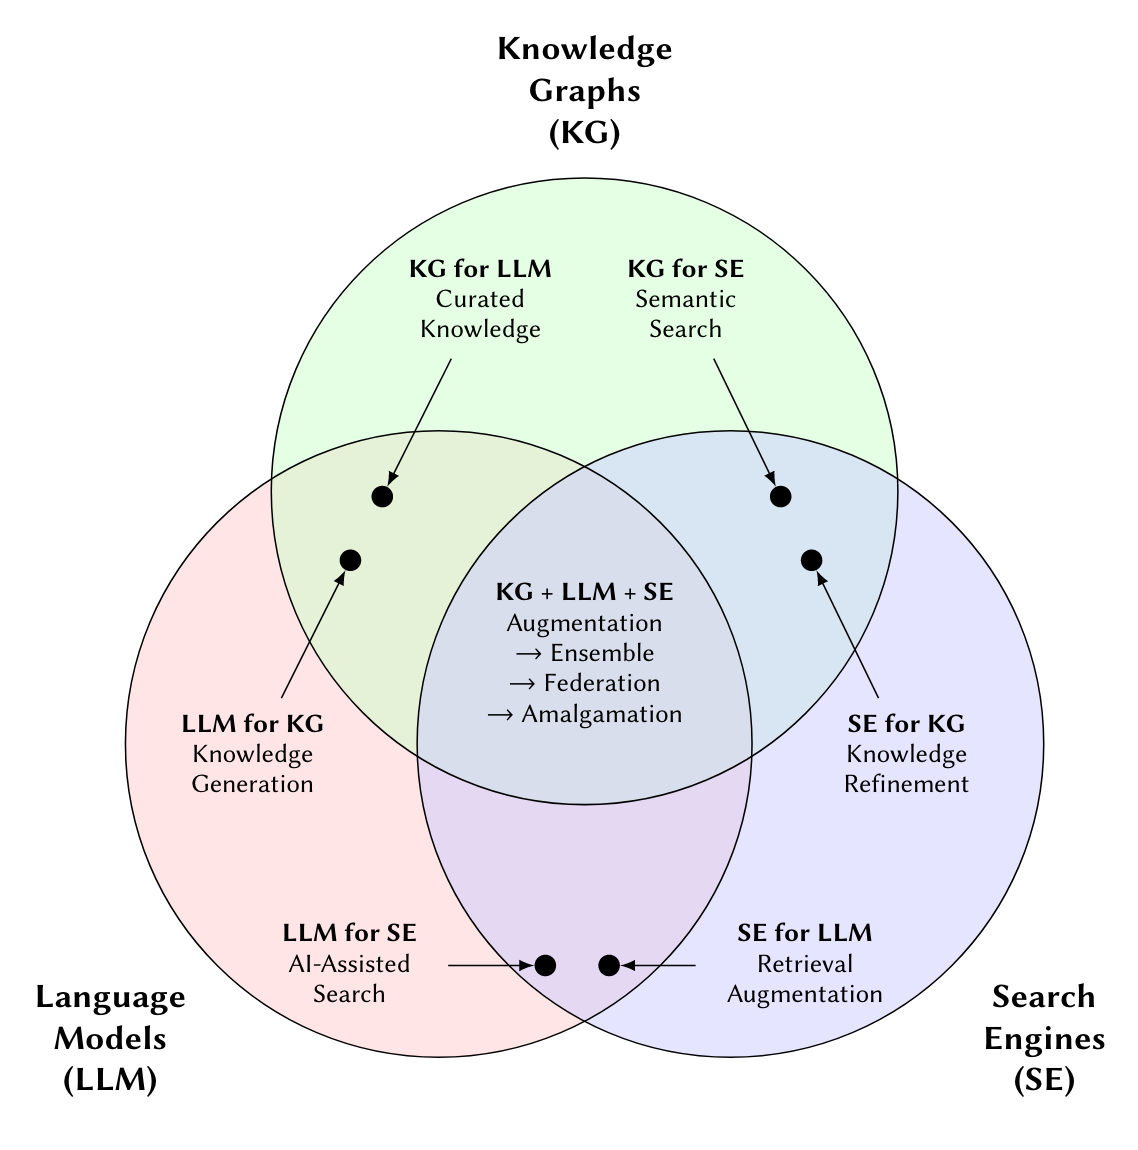 Knowledge
Graphs
(KG)
KG for LLM
Curated
Knowledge
KG for SE
Semantic
Search
KG + LLM + SE
Augmentation
→ Ensemble
→ Federation
→ Amalgamation
LLM for KG
Knowledge
Generation
SE for KG
Knowledge
Refinement
LLM for SE
AI-Assisted
Search
SE for LLM
Retrieval
Augmentation
Language
Models
(LLM)
Search
Engines
(SE)